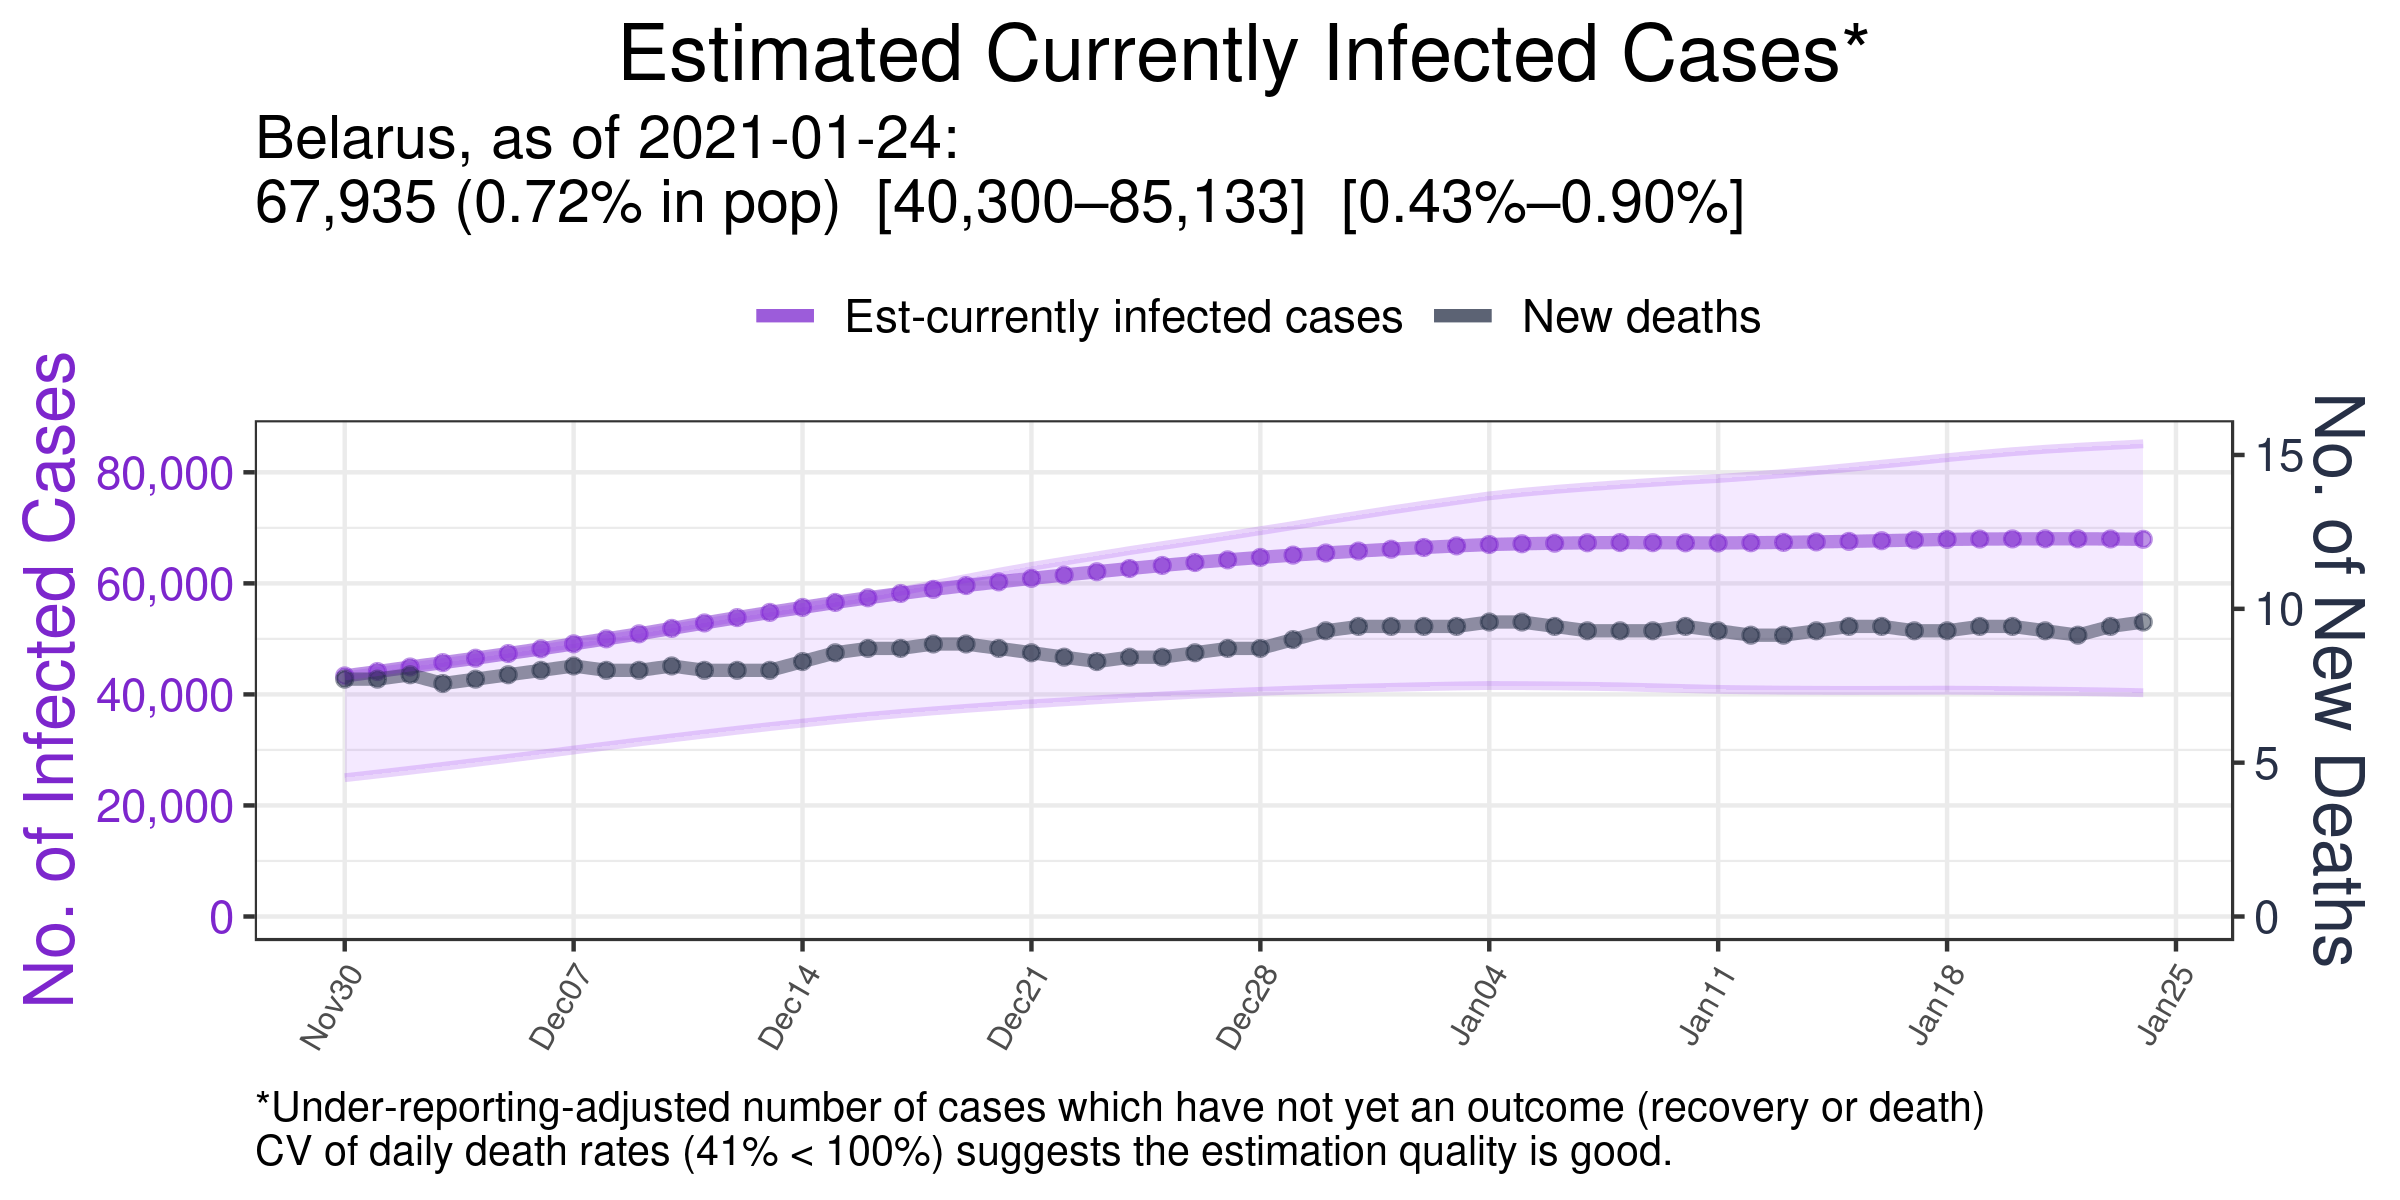 Estimated Currently Infected Cases*
Belarus, as of 2021-01-24:
67,935 (0.72% in pop)  [40,300–85,133]  [0.43%–0.90%]
Est-currently infected cases
New deaths
No. of Infected Cases
80,000
60,000
40,000
20,000
0
15
10
5
0
No. of New Deaths
Nov30
Dec07
Dec14
Dec21
Dec28
Jan04
Jan11
Jan18
Jan25
*Under-reporting-adjusted number of cases which have not yet an outcome (recovery or death)
CV of daily death rates (41% < 100%) suggests the estimation quality is good.